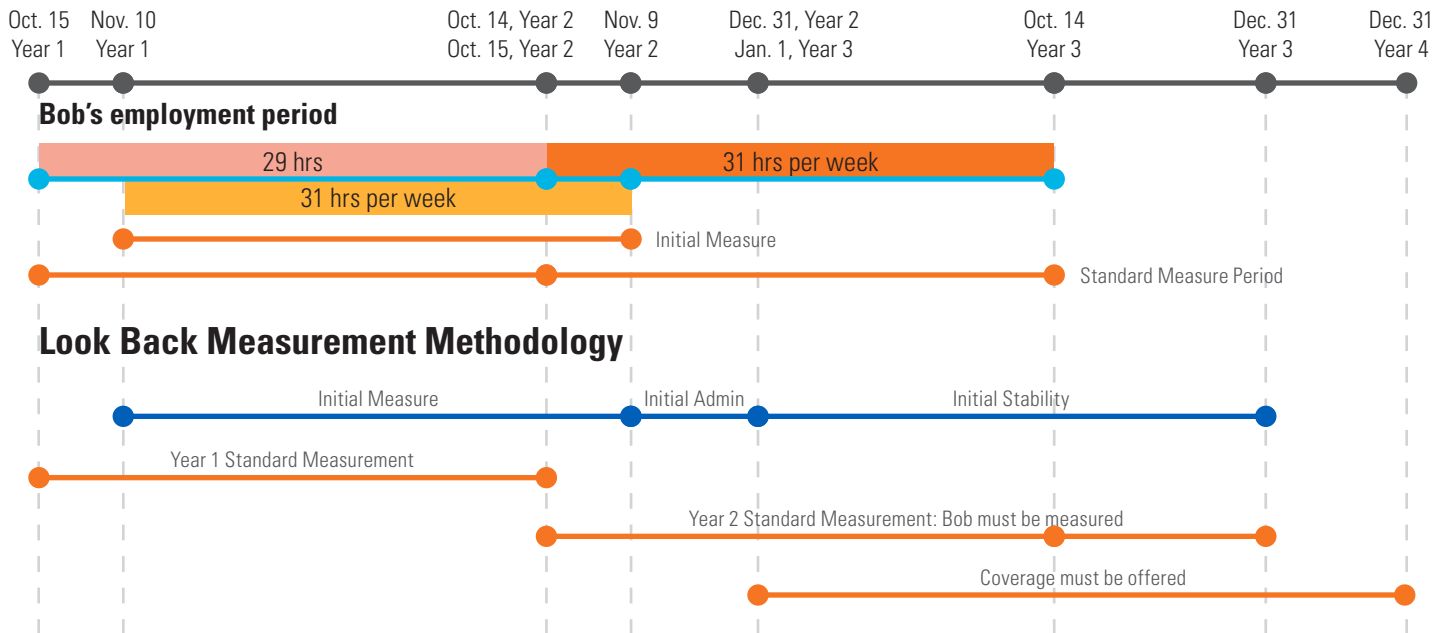 Oct. 15
Year 1
Nov. 10
Year 1
Oct. 14, Year 2
Oct. 15, Year 2
Nov. 9
Year 2
Dec. 31, Year 2
Jan. 1, Year 3
Oct. 14
Year 3
Dec. 31
Year 3
Dec. 31
Year 4
Bob's employment period
29 hrs
31 hrs per week
31 hrs per week
Initial Measure
Standard Measure Period
Look Back Measurement Methodology
Initial Measure
Initial Admin
Initial Stability
Year 1 Standard Measurement
Year 2 Standard Measurement: Bob must be measured
Coverage must be offered